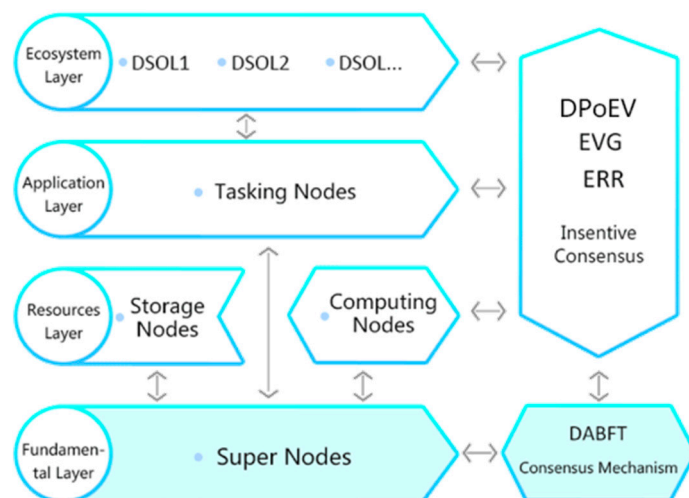 Ecosystem
Layer
DSOL1
DSOL2
DSOL...
DPoEV
EVG
ERR
Insentive
Consensus
Application
Layer
Tasking Nodes
Resources
Layer
Storage
Nodes
Computing
Nodes
Fundamen-
tal Layer
Super Nodes
DABFT
Consensus Mechanism